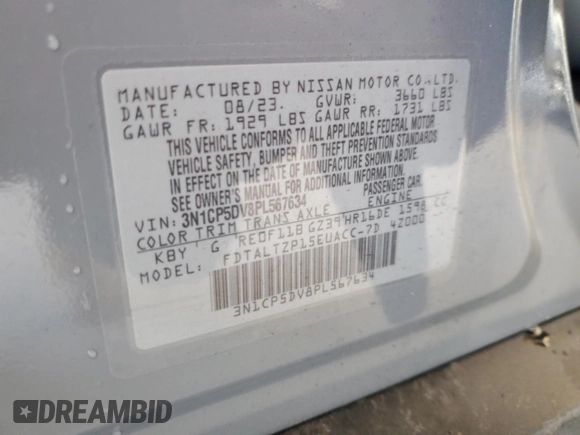 MANUFACTURED BY NISSAN MOTOR CO.,LTD.
DATE: 08/23. GVWR: 3660 LBS
GAWR FR: 1929 LBS GAWR RR: 1731 LBS
THIS VEHICLE CONFORMS TO ALL APPLICABLE FEDERAL MOTOR
VEHICLE SAFETY, BUMPER AND THEFT PREVENTION STANDARDS
IN EFFECT ON THE DATE OF MANUFACTURE SHOWN ABOVE.
SEE OWNER'S MANUAL FOR ADDITIONAL INFORMATION.
VIN: 3N1CP5DV8PL567634 PASSENGER CAR
COLOR TRIM TRANS AXLE ENGINE
KBY G RE0F11B GZ39 HR16DE 1598 CC
MODEL: FDTALTZP15EUACC-7D 42000
3N1CP5DV8PL567634
DREAMBID